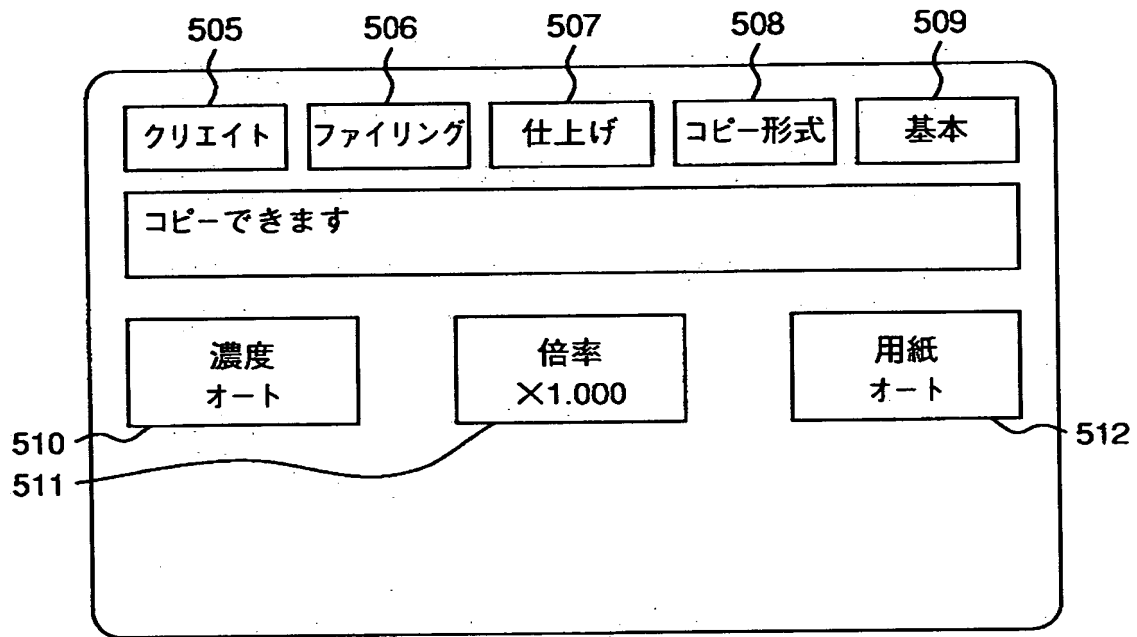 505 506 507 508 509
クリエイト ファイリング 仕上げ コピー形式 基本
コピーできます
濃度 倍率 用紙
オート ×1.000 オート
510 512
511